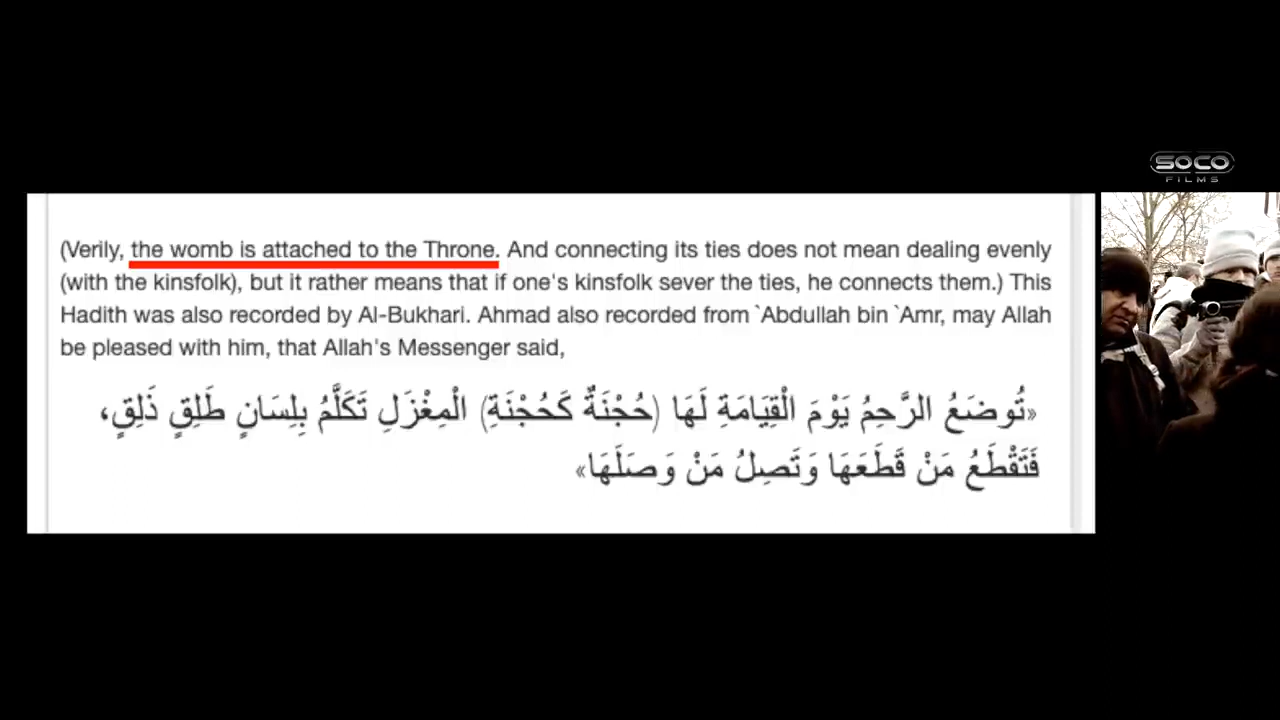 SOCO
FILMS
(Verily, the womb is attached to the Throne. And connecting its ties does not mean dealing evenly
(with the kinsfolk), but it rather means that if one's kinsfolk sever the ties, he connects them.) This
Hadith was also recorded by Al-Bukhari. Ahmad also recorded from `Abdullah bin `Amr, may Allah
be pleased with him, that Allah's Messenger said,
«تُوضَعُ الرَّحِمُ يَوْمَ الْقِيَامَةِ لَهَا (حُجْنَةٌ كَحُجْنَةِ) الْمِغْزَلِ تَكَلَّمُ بِلِسَانٍ طَلِقٍ ذَلِقٍ،
فَتَقْطَعُ مَنْ قَطَعَهَا وَتَصِلُ مَنْ وَصَلَهَا»